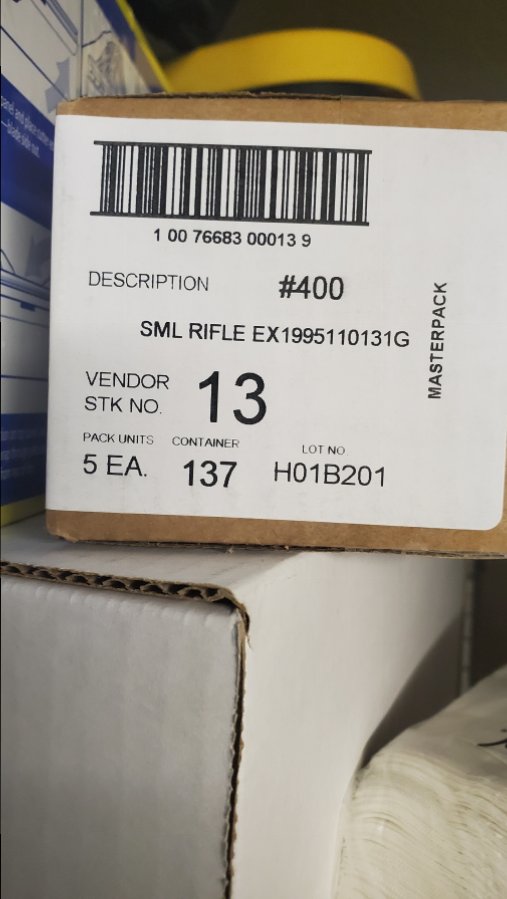 1 00 76683 00013 9
DESCRIPTION #400
SML RIFLE EX1995110131G
MASTERPACK
VENDOR
STK NO. 13
PACK UNITS CONTAINER LOT NO
5 EA. 137 H01B201